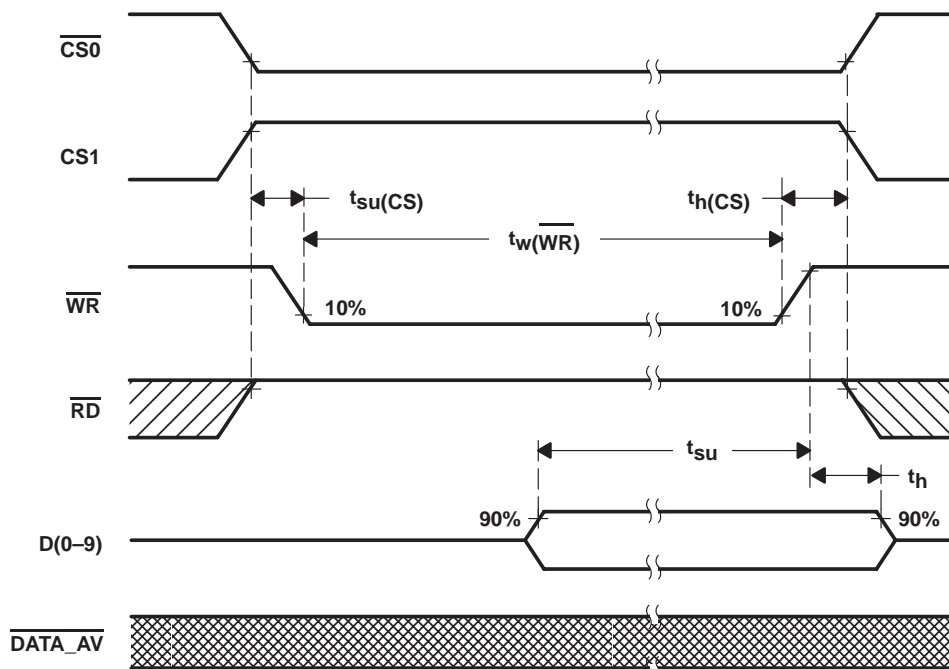 CS0
CS1
tsu(CS)
th(CS)
tw(WR)
WR
10%
10%
RD
tsu
th
90%
90%
D(0–9)
DATA_AV